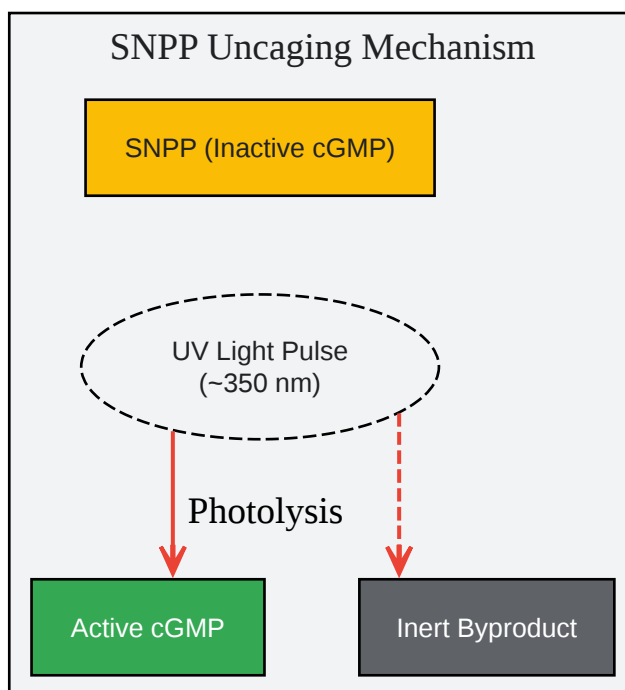 SNPP Uncaging Mechanism
SNPP (Inactive cGMP)
UV Light Pulse
(~350 nm)
Photolysis
Active cGMP
Inert Byproduct